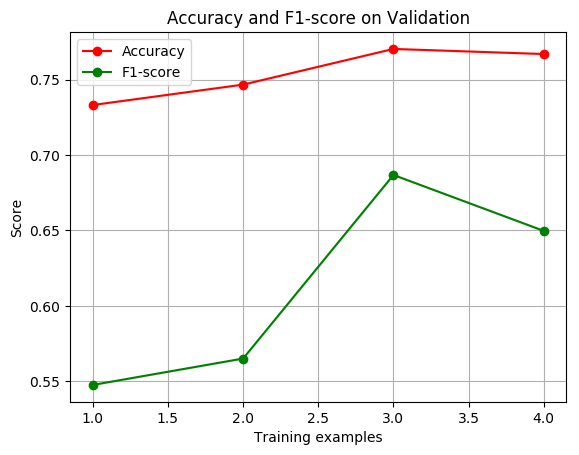 Accuracy and F1-score on Validation
Accuracy
F1-score
0.75
0.70
0.65
0.60
0.55
Score
1.0 1.5 2.0 2.5 3.0 3.5 4.0
Training examples